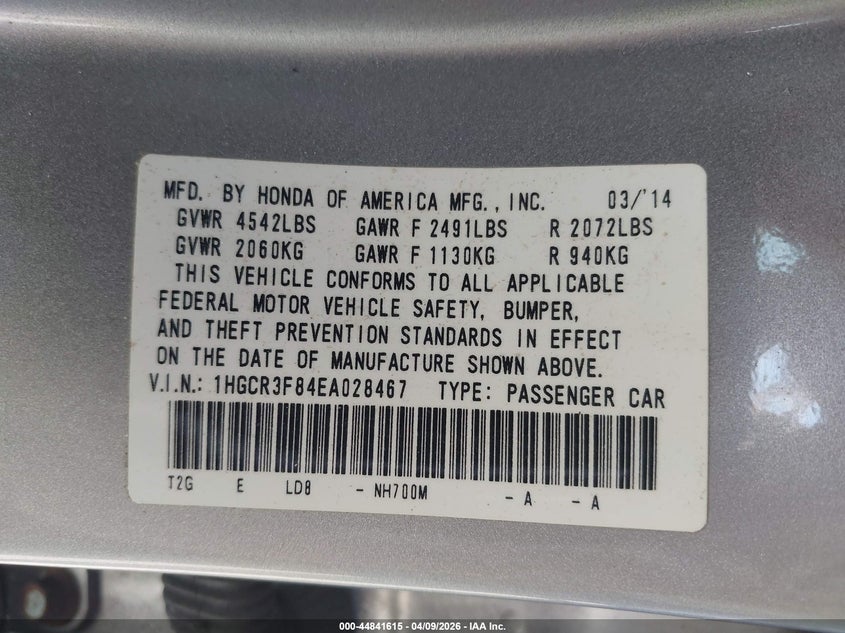 MFD. BY HONDA OF AMERICA MFG., INC. 03/'14
GVWR 4542LBS GAWR F 2491LBS R 2072LBS
GVWR 2060KG GAWR F 1130KG R 940KG
THIS VEHICLE CONFORMS TO ALL APPLICABLE
FEDERAL MOTOR VEHICLE SAFETY, BUMPER,
AND THEFT PREVENTION STANDARDS IN EFFECT
ON THE DATE OF MANUFACTURE SHOWN ABOVE.
V.I.N.: 1HGCR3F84EA028467 TYPE: PASSENGER CAR
T2G E LD8 - NH700M - A - A
000-44841615 04/09/2026 - IAA Inc.